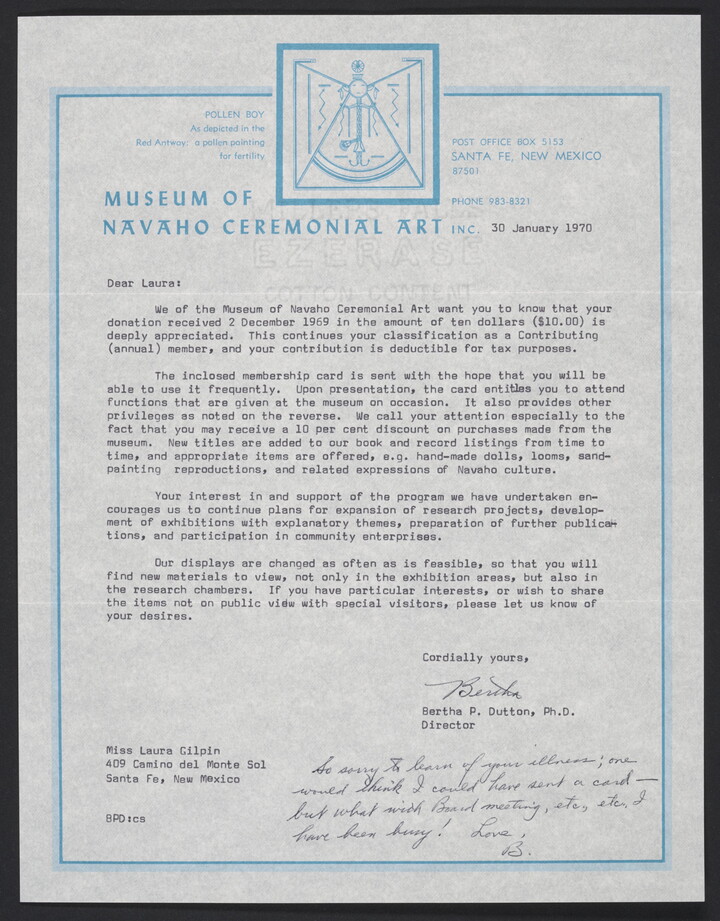 POLLEN BOY
As depicted in the
Red Antway: a pollen painting
for fertility
POST OFFICE BOX 5153
SANTA FE, NEW MEXICO
87501
PHONE 983-8321
MUSEUM OF
NAVAHO CEREMONIAL ART INC.
30 January 1970
EZERASE
COTTON CONTENT
Dear Laura:
We of the Museum of Navaho Ceremonial Art want you to know that your
donation received 2 December 1969 in the amount of ten dollars ($10.00) is
deeply appreciated. This continues your classification as a Contributing
(annual) member, and your contribution is deductible for tax purposes.
The inclosed membership card is sent with the hope that you will be
able to use it frequently. Upon presentation, the card entitles you to attend
functions that are given at the museum on occasion. It also provides other
privileges as noted on the reverse. We call your attention especially to the
fact that you may receive a 10 per cent discount on purchases made from the
museum. New titles are added to our book and record listings from time to
time, and appropriate items are offered, e.g. hand-made dolls, looms, sand-
painting reproductions, and related expressions of Navaho culture.
Your interest in and support of the program we have undertaken en-
courages us to continue plans for expansion of research projects, develop-
ment of exhibitions with explanatory themes, preparation of further publica-
tions, and participation in community enterprises.
Our displays are changed as often as is feasible, so that you will
find new materials to view, not only in the exhibition areas, but also in
the research chambers. If you have particular interests, or wish to share
the items not on public view with special visitors, please let us know of
your desires.
Cordially yours,
Bertha
Bertha P. Dutton, Ph.D.
Director
Miss Laura Gilpin
409 Camino del Monte Sol
Santa Fe, New Mexico
BPD:cs
So sorry to learn of your illness; one
would think I could have sent a card —
but what with Board meeting, etc., etc. I
have been busy! Love,
B.